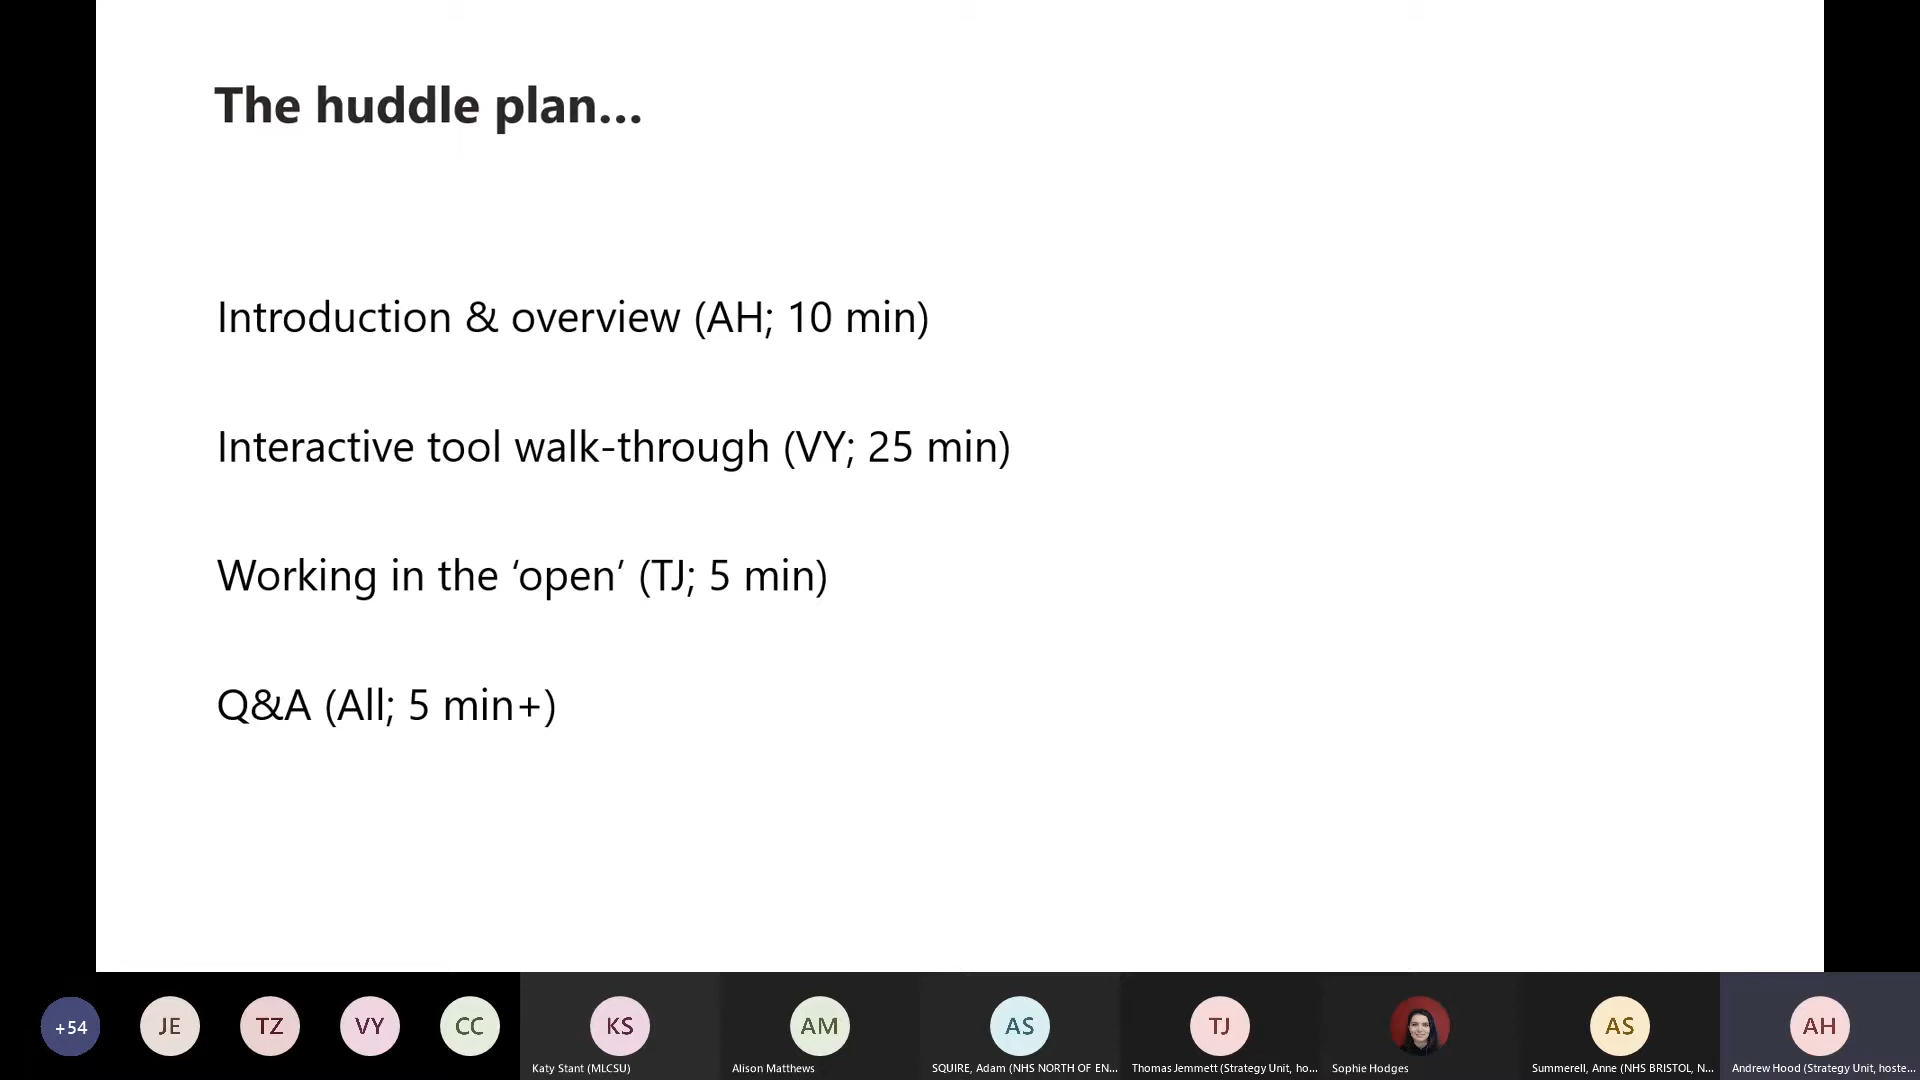 The huddle plan...
Introduction & overview (AH; 10 min)
Interactive tool walk-through (VY; 25 min)
Working in the ‘open’ (TJ; 5 min)
Q&A (All; 5 min+)
+54
JE
TZ
VY
CC
KS
AM
AS
TJ
AS
AH
Katy Stant (MLCSU)
Alison Matthews
SQUIRE, Adam (NHS NORTH OF EN...
Thomas Jemmett (Strategy Unit, ho...
Sophie Hodges
Summerell, Anne (NHS BRISTOL, N...
Andrew Hood (Strategy Unit, hoste...